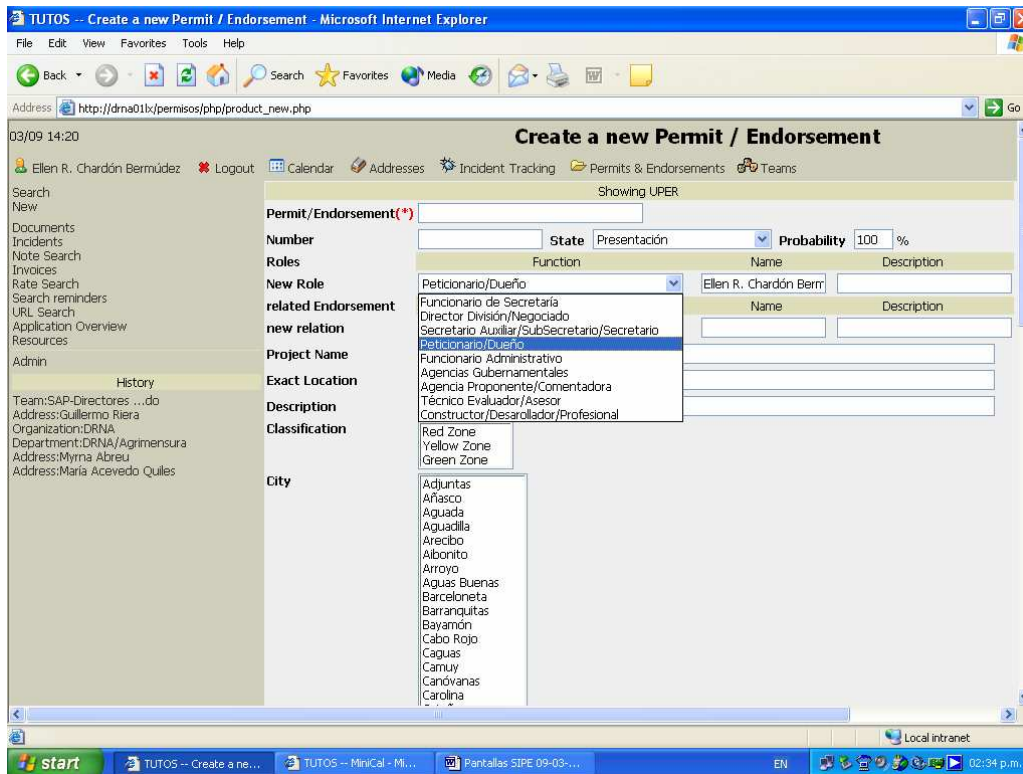 TUTOS -- Create a new Permit / Endorsement - Microsoft Internet Explorer
File Edit View Favorites Tools Help
Back Search Favorites Media
Address http://drna01lx/permisos/php/product_new.php Go
03/09 14:20 Create a new Permit / Endorsement
Ellen R. Chardón Bermúdez Logout Calendar Addresses Incident Tracking Permits & Endorsements Teams
Search
New
Documents
Incidents
Note Search
Invoices
Rate Search
Search reminders
URL Search
Application Overview
Resources
Admin
History
Team:SAP-Directores ...do
Address:Guillermo Riera
Organization:DRNA
Department:DRNA/Agrimensura
Address:Myrna Abreu
Address:María Acevedo Quiles
Showing UPER
Permit/Endorsement(*)
Number State Presentación Probability 100 %
Roles Function Name Description
New Role Peticionario/Dueño Ellen R. Chardón Berm
related Endorsement Name Description
new relation
Funcionario de Secretaría
Director División/Negociado
Secretario Auxiliar/SubSecretario/Secretario
Peticionario/Dueño
Funcionario Administrativo
Agencias Gubernamentales
Agencia Proponente/Comentadora
Técnico Evaluador/Asesor
Constructor/Desarollador/Profesional
Project Name
Exact Location
Description
Classification
Red Zone
Yellow Zone
Green Zone
City
Adjuntas
Añasco
Aguada
Aguadilla
Arecibo
Aibonito
Arroyo
Aguas Buenas
Barceloneta
Barranquitas
Bayamón
Cabo Rojo
Caguas
Camuy
Canóvanas
Carolina
Local intranet
start TUTOS -- Create a ne... TUTOS -- MiniCal - Mi... Pantallas SIPE 09-03-... EN 02:34 p.m.